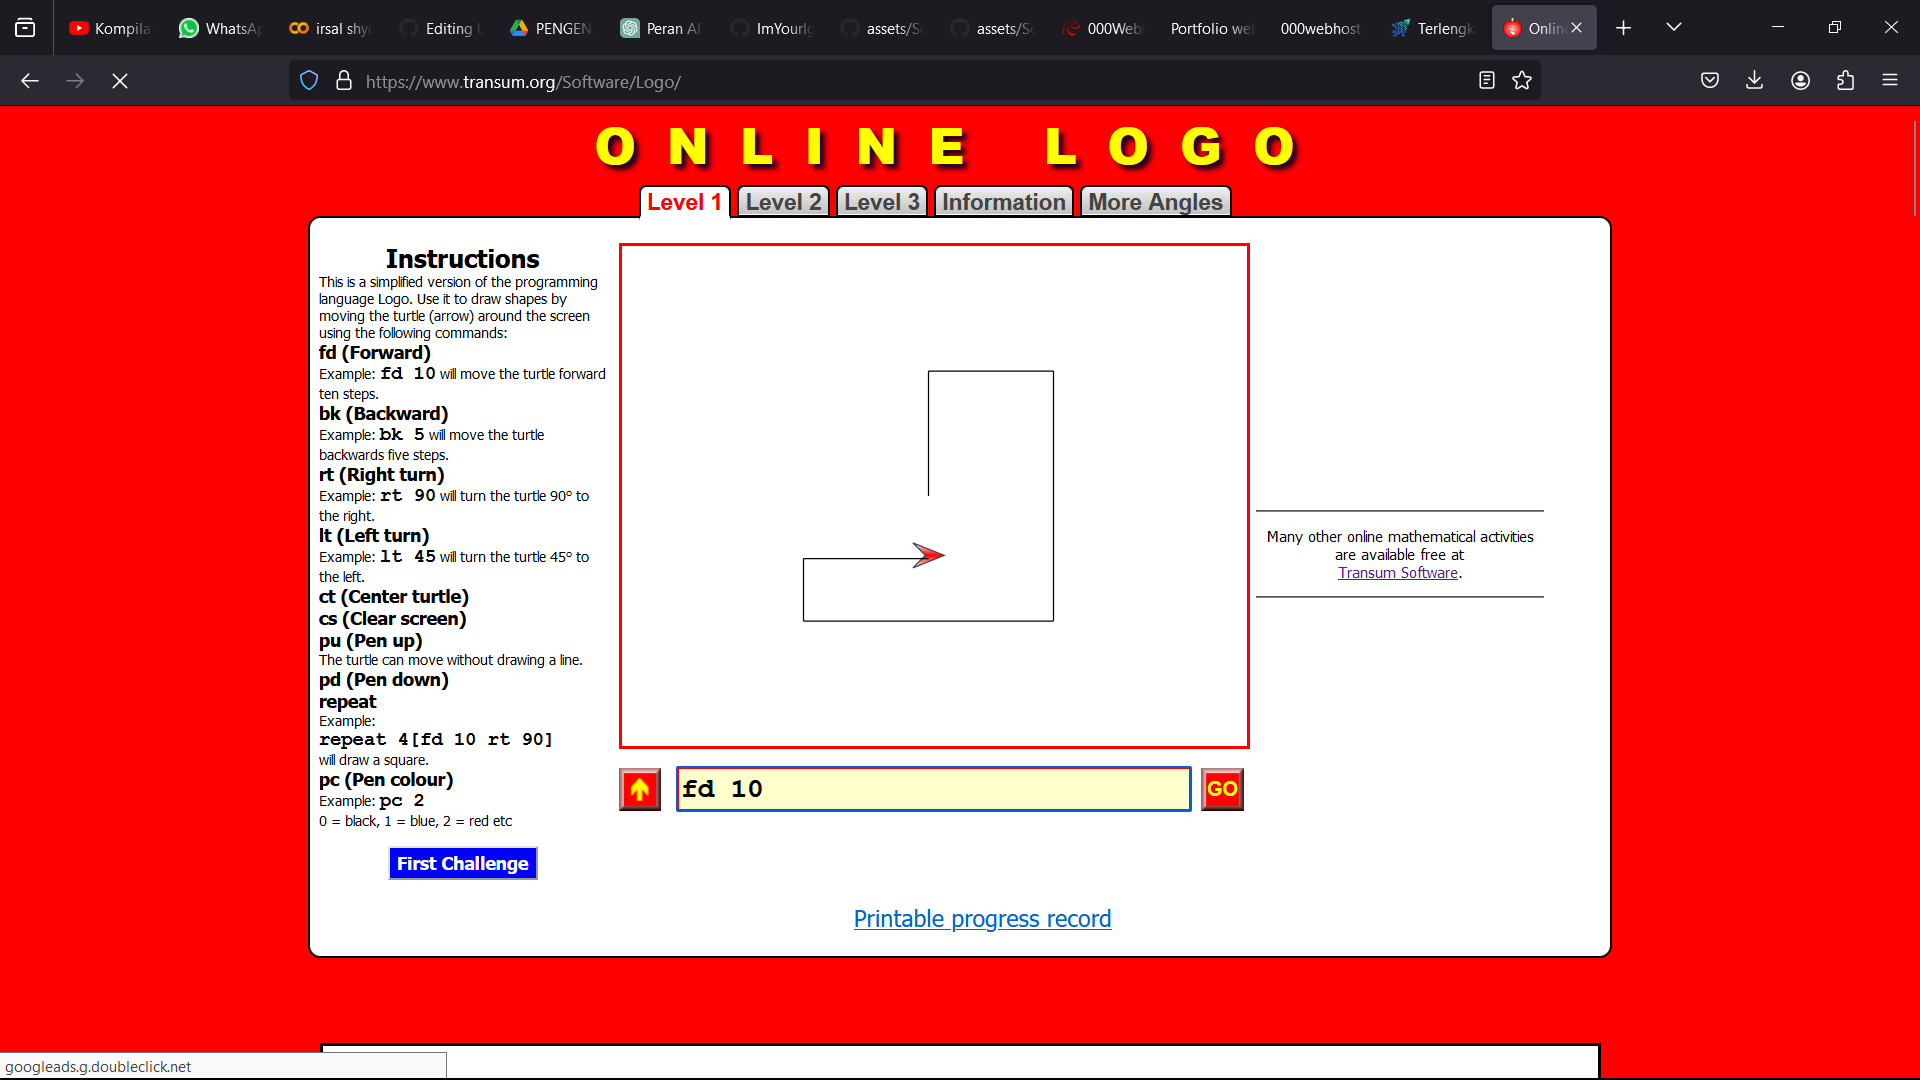 Kompila
WhatsAp
irsal shy
Editing U
PENGEN
Peran AI
ImYourIg
assets/Sc
assets/Sc
000Web
Portfolio we
000webhost
Terlengk
Onlin
https://www.transum.org/Software/Logo/
ONLINE LOGO
Level 1
Level 2
Level 3
Information
More Angles
Instructions
This is a simplified version of the programming
language Logo. Use it to draw shapes by
moving the turtle (arrow) around the screen
using the following commands:
fd (Forward)
Example: fd 10 will move the turtle forward
ten steps.
bk (Backward)
Example: bk 5 will move the turtle
backwards five steps.
rt (Right turn)
Example: rt 90 will turn the turtle 90° to
the right.
lt (Left turn)
Example: lt 45 will turn the turtle 45° to
the left.
ct (Center turtle)
cs (Clear screen)
pu (Pen up)
The turtle can move without drawing a line.
pd (Pen down)
repeat
Example:
repeat 4[fd 10 rt 90]
will draw a square.
pc (Pen colour)
Example: pc 2
0 = black, 1 = blue, 2 = red etc
First Challenge
Many other online mathematical activities
are available free at
Transum Software.
fd 10
GO
Printable progress record
googleads.g.doubleclick.net